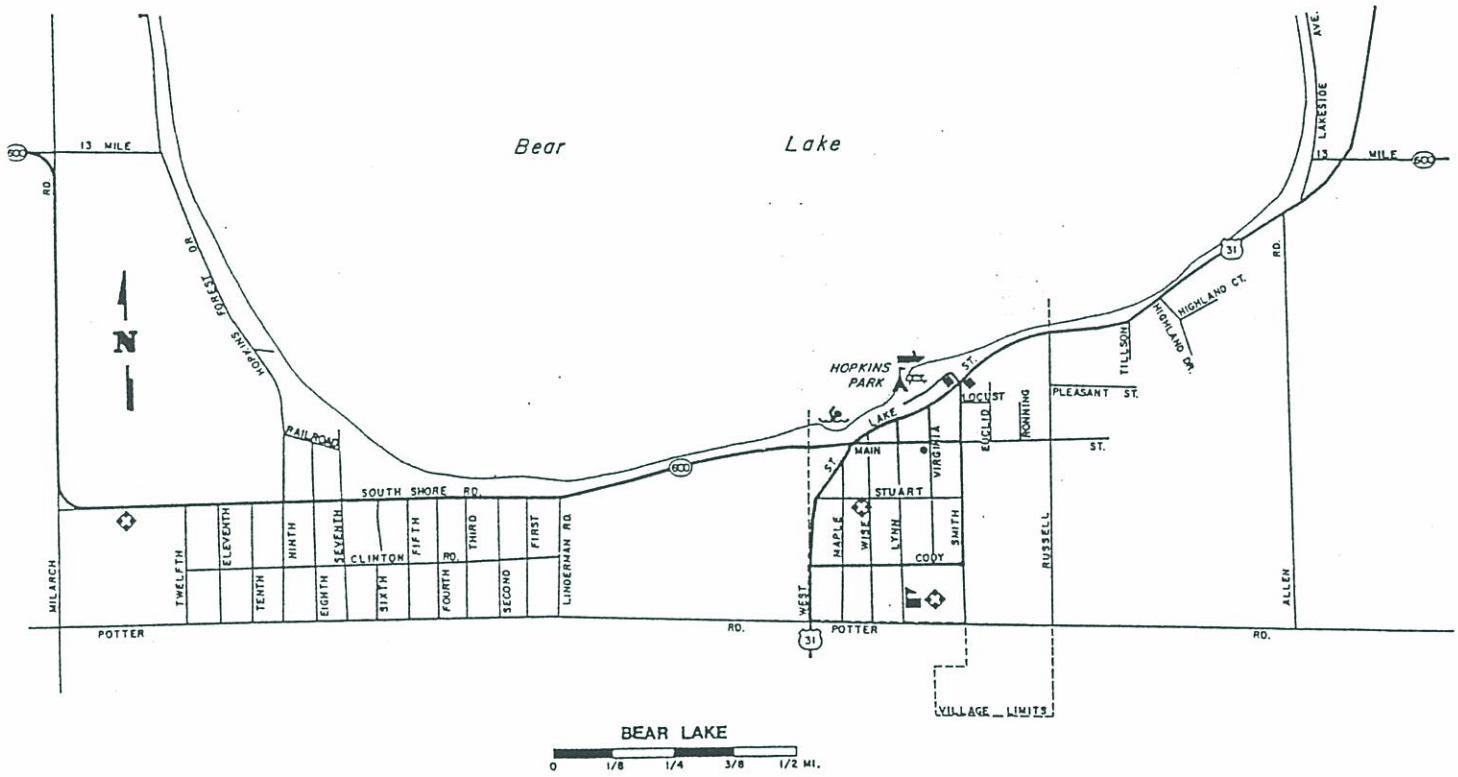 AVE.
LAKESIDE
600
13 MILE
Bear Lake
13 MILE
600
RD.
DR.
FOREST
HOPKINS
31
RD.
HIGHLAND CT.
HIGHLAND DR.
TILLSON
N
HOPKINS
PARK
LAKE ST.
PLEASANT ST.
LOCUST
EUCLID
RONNING
RAILROAD
MAIN
ST.
ST.
VIRGINIA
600
SOUTH SHORE RD.
STUART
TWELFTH
ELEVENTH
TENTH
NINTH
EIGHTH
SEVENTH
SIXTH
FIFTH
FOURTH
THIRD
SECOND
FIRST
LINDERMAN RD.
CLINTON RD.
MAPLE
WISE
LYNN
SMITH
CODY
RUSSELL
MILARCH
WEST
ALLEN
POTTER
RD.
POTTER
RD.
31
VILLAGE LIMITS
BEAR LAKE
0 1/8 1/4 3/8 1/2 MI.